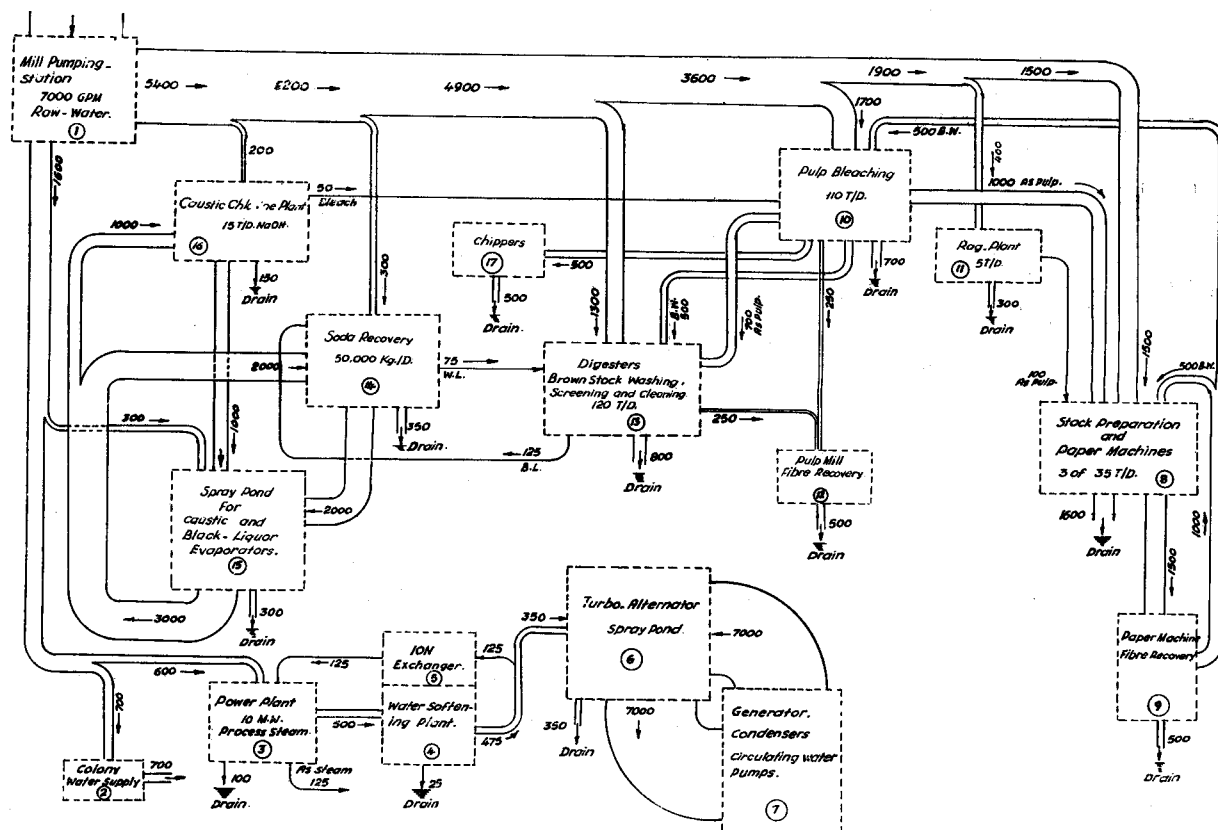 Mill Pumping-
station
7000 GPM
Raw-Water.
1
5400
5200
4900
3600
1900
1500
1600
200
1700
500 B.W.
400
Caustic Chlorine Plant
15 T/D. NaOH.
16
50
Bleach
1000
150
Drain
300
Pulp Bleaching
110 T/D.
10
1000 As Pulp.
700
Drain
Chippers
17
500
500
Drain.
Rag. Plant
5 T/D.
11
300
Drain
250
1300
B.W.
500
700
As Pulp.
Soda Recovery
50,000 Kg./D.
14
2000
350
Drain.
75
W.L.
Digesters
Brown Stock Washing,
Screening and Cleaning
120 T/D.
13
250
800
Drain
125
B.L.
1500
500 B.W.
100
As Pulp.
Stock Preparation
and
Paper Machines
3 of 35 T/D.
8
1600
Drain
1500
1000
300
1000
Spray Pond
For
Caustic and
Black-Liquor
Evaporators.
15
2000
3000
300
Drain
Pulp Mill
Fibre Recovery
12
500
Drain
Paper Machine
Fibre Recovery
9
500
Drain
600
700
Colony
Water Supply
2
700
Power Plant
10 M.W.
Process Steam.
3
100
Drain.
As Steam
125
500
125
ION
Exchanger.
5
125
Water Soften-
ing Plant.
4
475
25
Drain
350
Turbo-Alternator
Spray Pond.
6
7000
350
Drain
7000
Generator.
Condensers
Circulating water
Pumps.
7